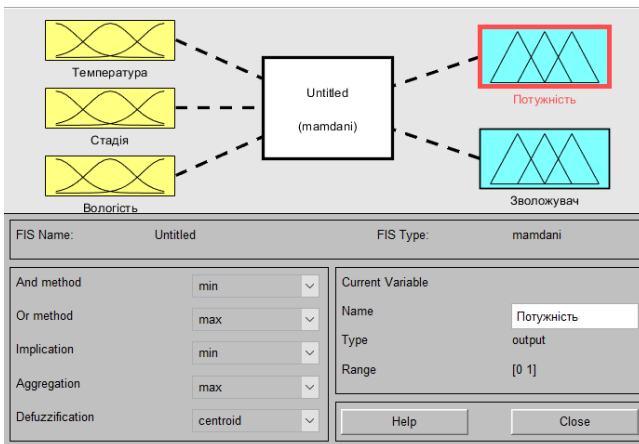 Температура
Стадія
Вологість
Untitled
(mamdani)
Потужність
Зволожувач
FIS Name: Untitled FIS Type: mamdani
And method min
Or method max
Implication min
Aggregation max
Defuzzification centroid
Current Variable
Name Потужність
Type output
Range [0 1]
Help Close